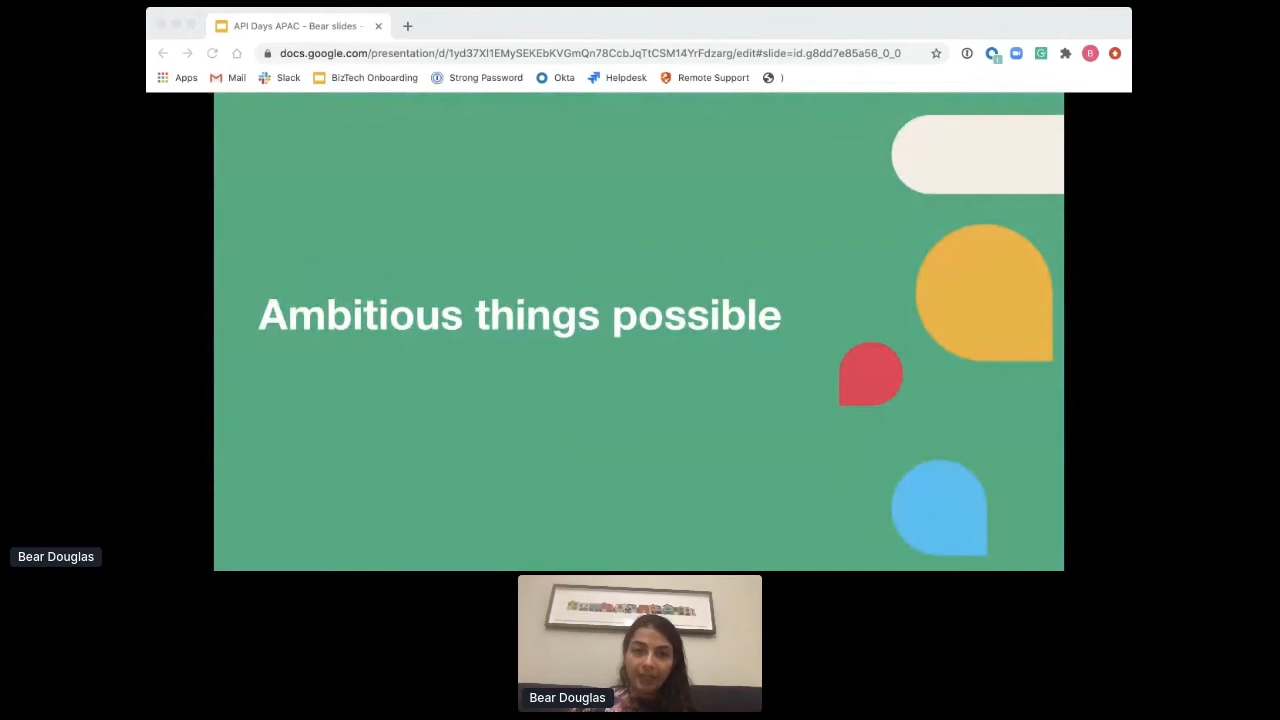 API Days APAC - Bear slides -
docs.google.com/presentation/d/1yd37Xl1EMySEKEbKVGmQn78CcbJqTtCSM14YrFdzarg/edit#slide=id.g8dd7e85a56_0_0
B
Apps Mail Slack BizTech Onboarding Strong Password Okta Helpdesk Remote Support )
Ambitious things possible
Bear Douglas
Bear Douglas